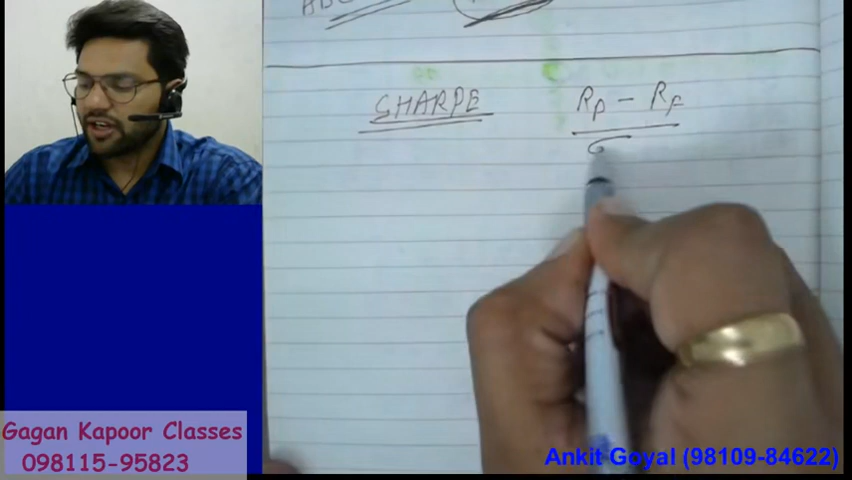 SHARPE
RP - RF
σ
Gagan Kapoor Classes
098115-95823
Ankit Goyal (98109-84622)